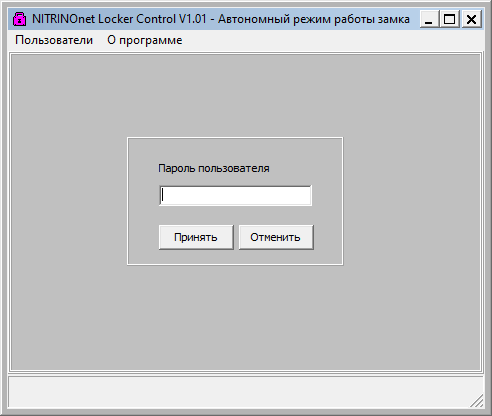 NITRINOnet Locker Control V1.01 - Автономный режим работы замка
Пользователи О программе
Пароль пользователя
Принять Отменить